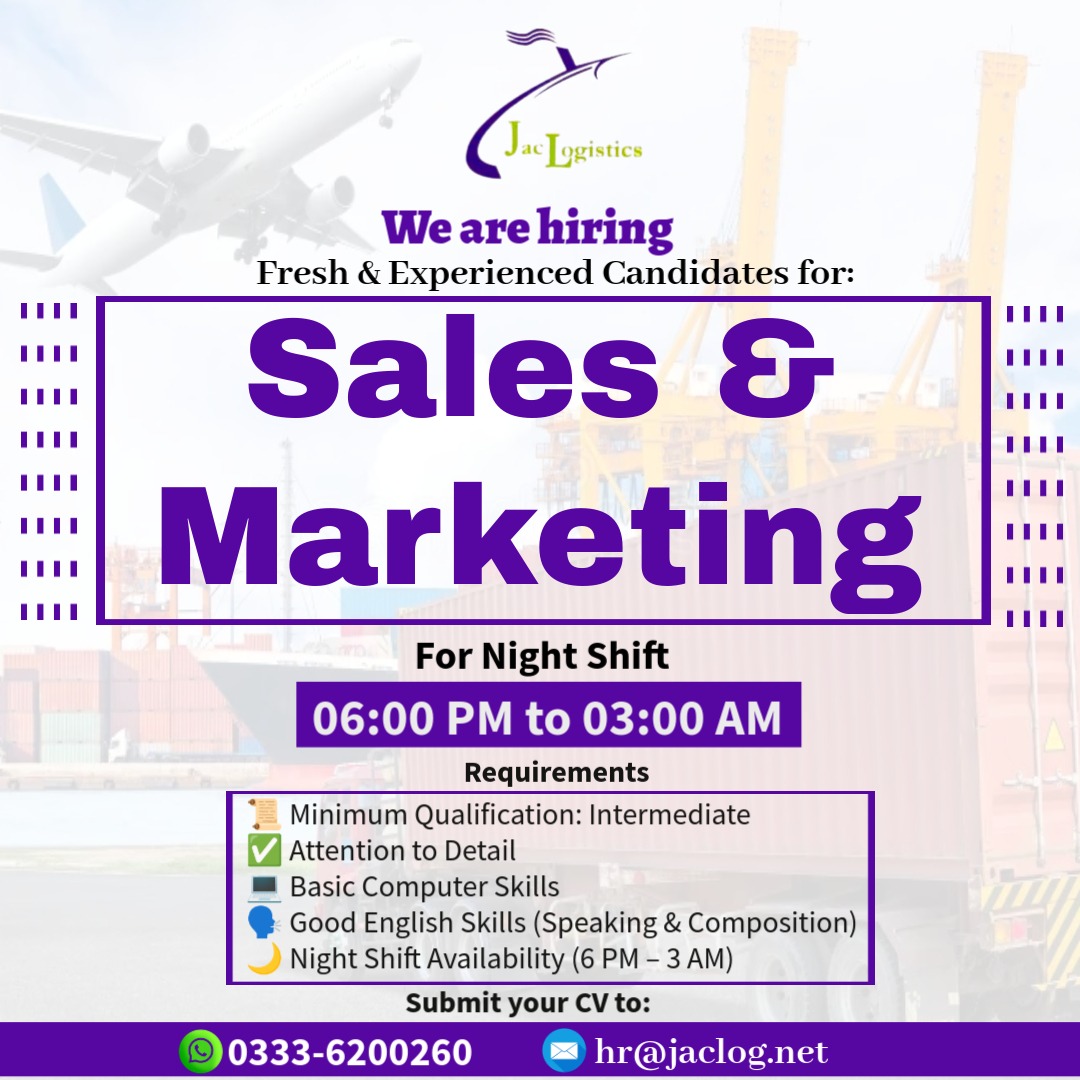 Jac Logistics
We are hiring
Fresh & Experienced Candidates for:
Sales &
Marketing
For Night Shift
06:00 PM to 03:00 AM
Requirements
📜 Minimum Qualification: Intermediate
✅ Attention to Detail
💻 Basic Computer Skills
🗣️ Good English Skills (Speaking & Composition)
🌙 Night Shift Availability (6 PM – 3 AM)
Submit your CV to:
0333-6200260 hr@jaclog.net